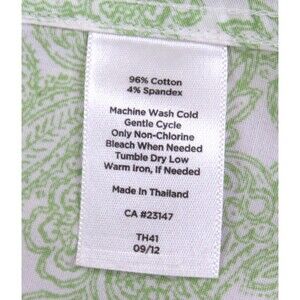 96% Cotton
4% Spandex
Machine Wash Cold
Gentle Cycle
Only Non-Chlorine
Bleach When Needed
Tumble Dry Low
Warm Iron, If Needed
Made In Thailand
CA #23147
TH41
09/12